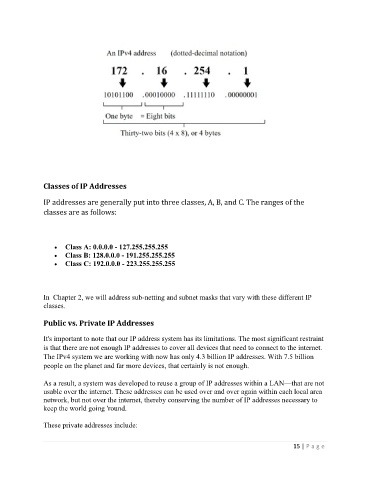 An IPv4 address (dotted-decimal notation)
172 . 16 . 254 . 1
10101100 .00010000 .11111110 .00000001
One byte = Eight bits
Thirty-two bits (4 x 8), or 4 bytes
Classes of IP Addresses
IP addresses are generally put into three classes, A, B, and C. The ranges of the
classes are as follows:
• Class A: 0.0.0.0 - 127.255.255.255
• Class B: 128.0.0.0 - 191.255.255.255
• Class C: 192.0.0.0 - 223.255.255.255
In Chapter 2, we will address sub-netting and subnet masks that vary with these different IP
classes.
Public vs. Private IP Addresses
It's important to note that our IP address system has its limitations. The most significant restraint
is that there are not enough IP addresses to cover all devices that need to connect to the internet.
The IPv4 system we are working with now has only 4.3 billion IP addresses. With 7.5 billion
people on the planet and far more devices, that certainly is not enough.
As a result, a system was developed to reuse a group of IP addresses within a LAN—that are not
usable over the internet. These addresses can be used over and over again within each local area
network, but not over the internet, thereby conserving the number of IP addresses necessary to
keep the world going 'round.
These private addresses include:
15 | P a g e